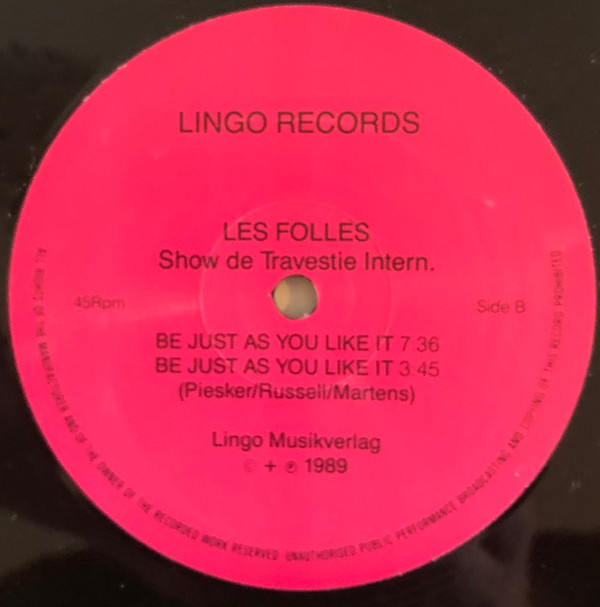 LINGO RECORDS
LES FOLLES
Show de Travestie Intern.
45Rpm
Side B
BE JUST AS YOU LIKE IT 7 36
BE JUST AS YOU LIKE IT 3 45
(Piesker/Russell/Martens)
Lingo Musikverlag
© + ℗ 1989
ALL RIGHTS OF THE MANUFACTURER AND OF THE OWNER OF THE RECORDED WORK RESERVED UNAUTHORISED PUBLIC PERFORMANCE BROADCASTING AND COPYING OF THIS RECORD PROHIBITED